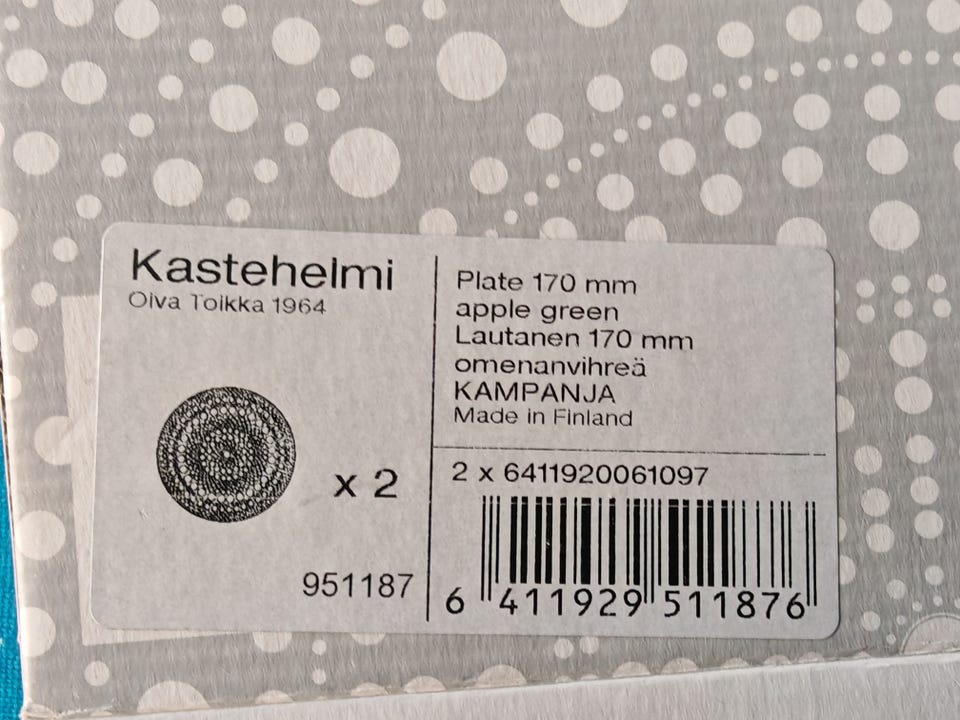 Kastehelmi
Oiva Toikka 1964
x 2
951187
Plate 170 mm
apple green
Lautanen 170 mm
omenanvihreä
KAMPANJA
Made in Finland
2 x 6411920061097
6 411929 511876